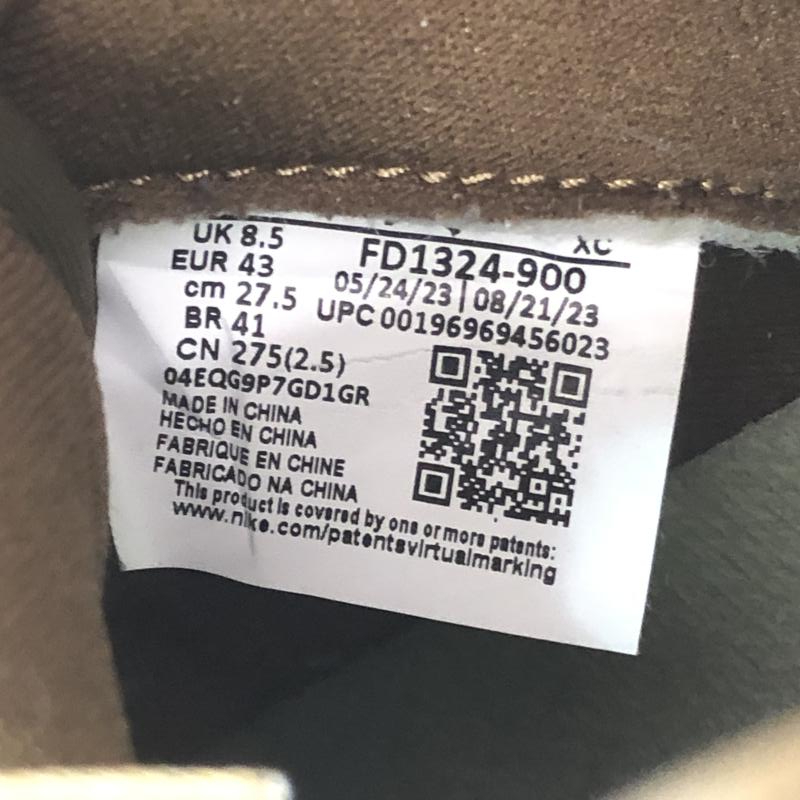 XC
UK 8.5
EUR 43
cm 27.5
BR 41
CN 275(2.5)
FD1324-900
05/24/23 | 08/21/23
UPC 00196969456023
04EQG9P7GD1GR
MADE IN CHINA
HECHO EN CHINA
FABRIQUE EN CHINE
FABRICADO NA CHINA
This product is covered by one or more patents:
www.nike.com/patentsvirtualmarking